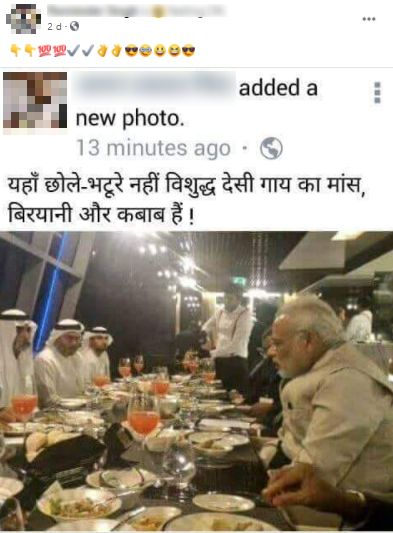 2 d ·
added a
new photo.
13 minutes ago ·
यहाँ छोले-भटूरे नहीं विशुद्ध देसी गाय का मांस,
बिरयानी और कबाब हैं !